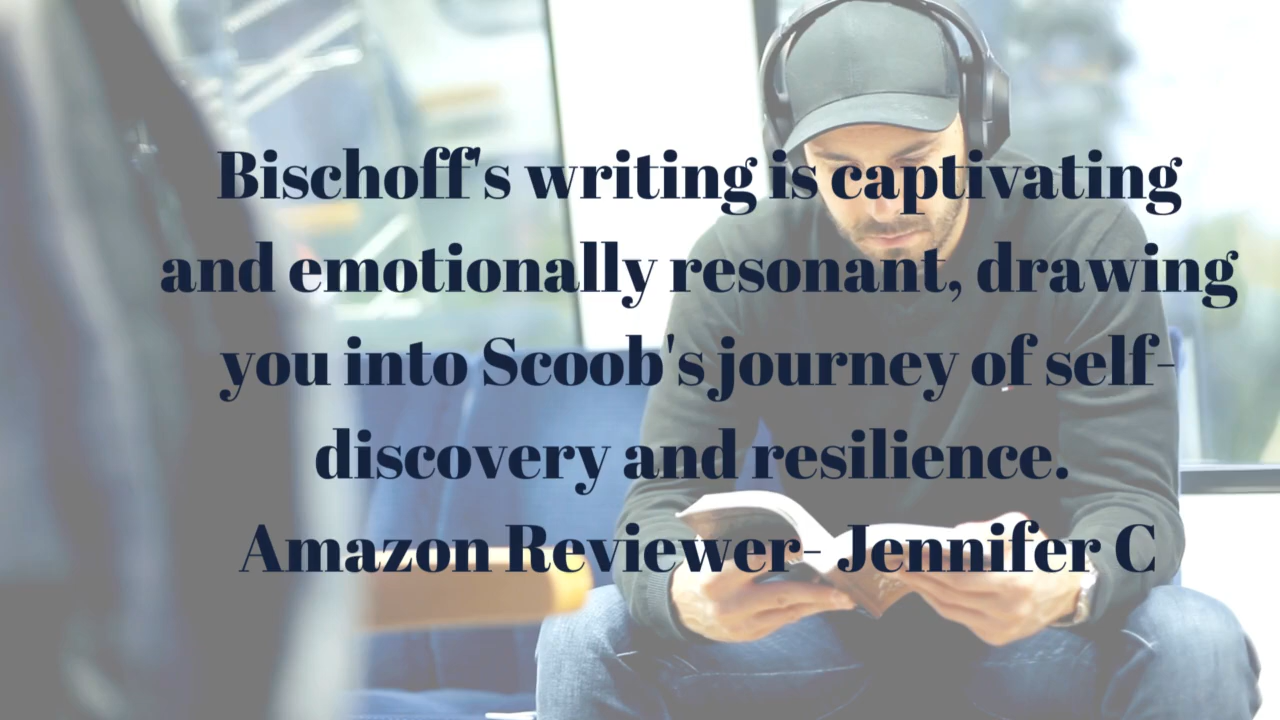 Bischoff's writing is captivating
and emotionally resonant, drawing
you into Scoob's journey of self-
discovery and resilience.
Amazon Reviewer- Jennifer C